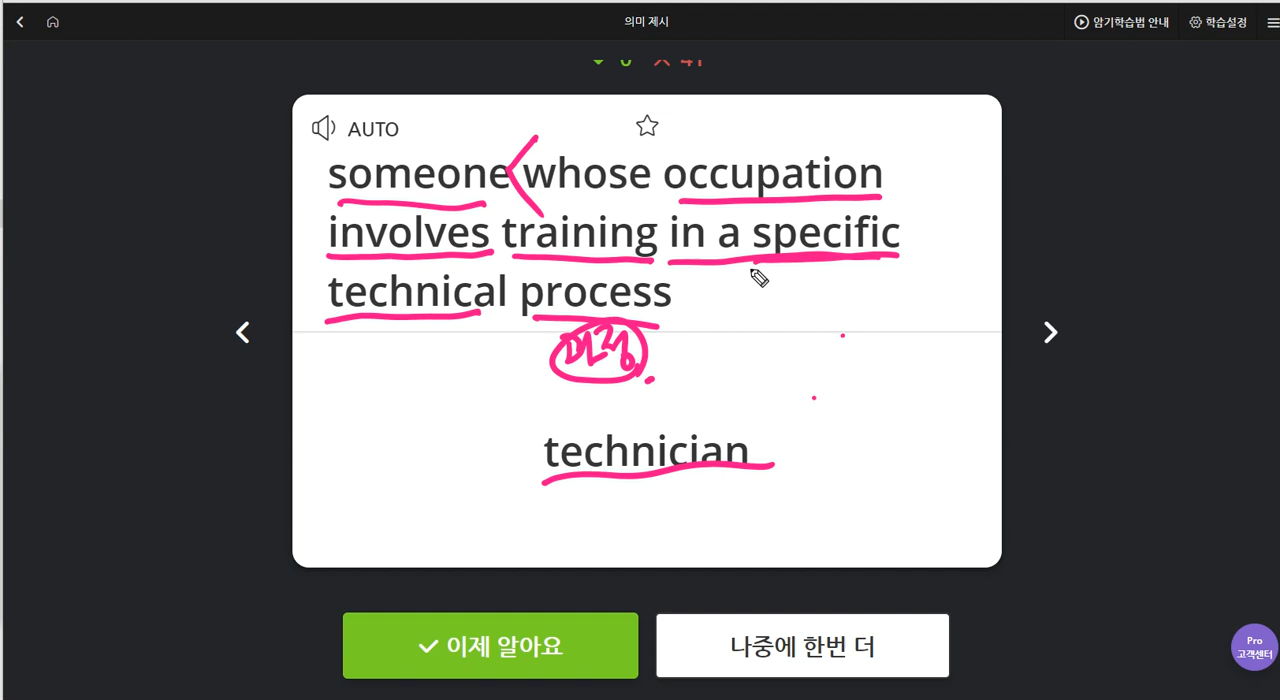 의미 제시
암기학습법 안내
학습설정
AUTO
someone whose occupation
involves training in a specific
technical process
technician
이제 알아요
나중에 한번 더
Pro
고객센터